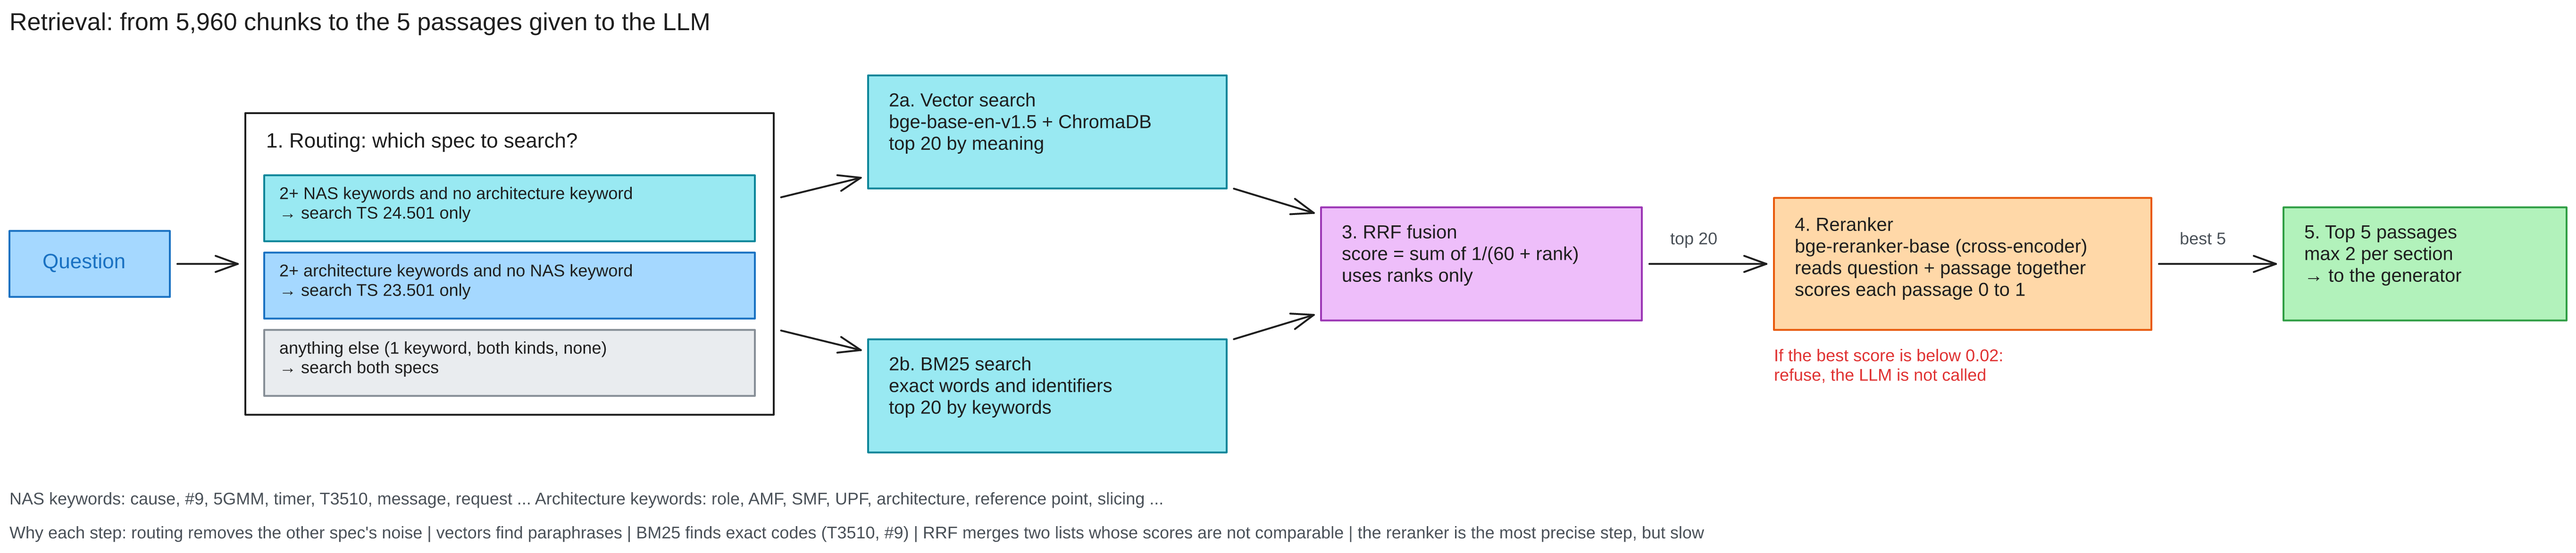 Retrieval: from 5,960 chunks to the 5 passages given to the LLM
Question
1. Routing: which spec to search?
2+ NAS keywords and no architecture keyword
→ search TS 24.501 only
2+ architecture keywords and no NAS keyword
→ search TS 23.501 only
anything else (1 keyword, both kinds, none)
→ search both specs
2a. Vector search
bge-base-en-v1.5 + ChromaDB
top 20 by meaning
2b. BM25 search
exact words and identifiers
top 20 by keywords
3. RRF fusion
score = sum of 1/(60 + rank)
uses ranks only
top 20
4. Reranker
bge-reranker-base (cross-encoder)
reads question + passage together
scores each passage 0 to 1
If the best score is below 0.02:
refuse, the LLM is not called
best 5
5. Top 5 passages
max 2 per section
→ to the generator
NAS keywords: cause, #9, 5GMM, timer, T3510, message, request ... Architecture keywords: role, AMF, SMF, UPF, architecture, reference point, slicing ...
Why each step: routing removes the other spec's noise | vectors find paraphrases | BM25 finds exact codes (T3510, #9) | RRF merges two lists whose scores are not comparable | the reranker is the most precise step, but slow